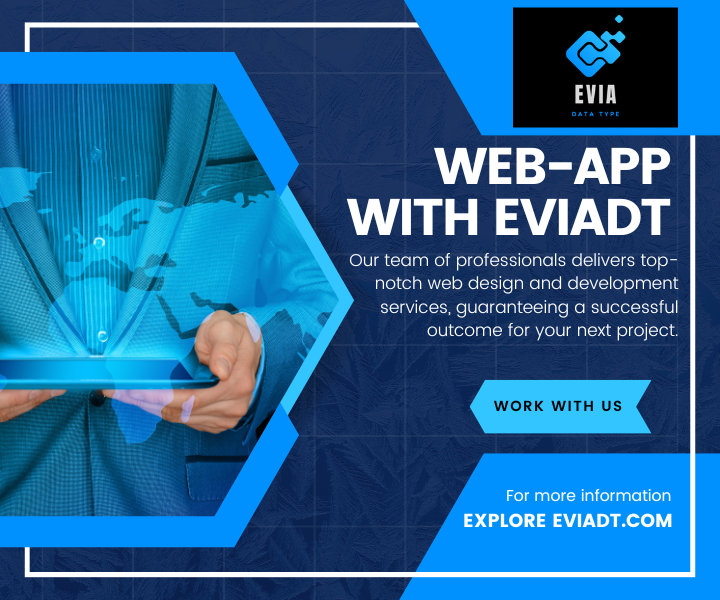 EVIA
DATA TYPE
WEB-APP
WITH EVIADT
Our team of professionals delivers top-
notch web design and development
services, guaranteeing a successful
outcome for your next project.
WORK WITH US
For more information
EXPLORE EVIADT.COM